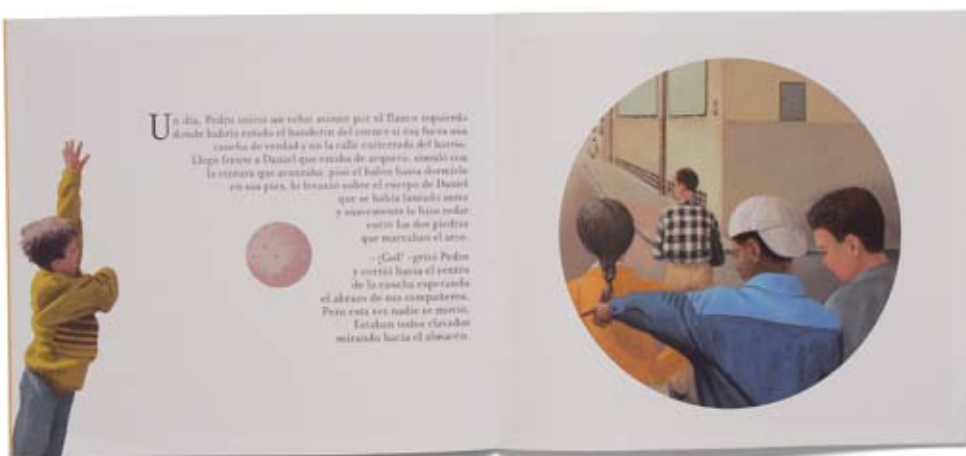 Un día, Pedro inició un veloz avance por el flanco izquierdo
donde habría estado el banderín del corner si ésa fuera una
cancha de verdad y no la calle enterrada del barrio.
Llegó frente a Daniel que estaba de arquero, simuló con
la cintura que avanzaba, pisó el balón hasta dormirlo
en sus pies, lo levantó sobre el cuerpo de Daniel
que se había lanzado antes
y suavemente lo hizo rodar
entre las dos piedras
que marcaban el arco.
-¡Gol! -gritó Pedro
y corrió hacia el centro
de la cancha esperando
el abrazo de sus compañeros.
Pero esta vez nadie se movió.
Estaban todos clavados
mirando hacia el almacén.